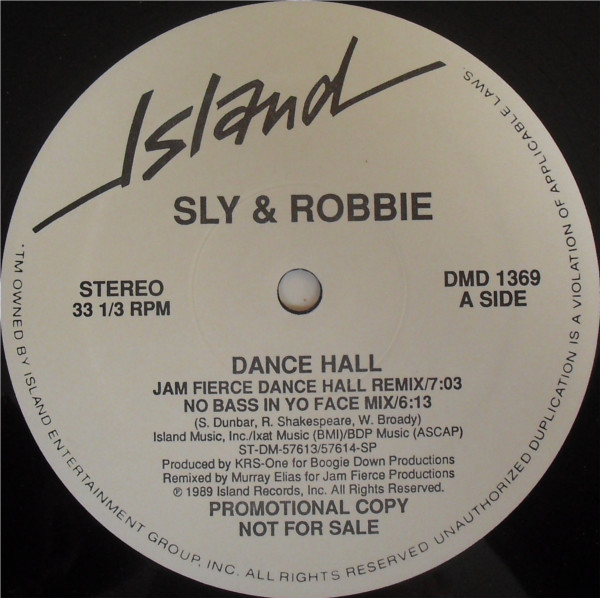 Island
SLY & ROBBIE
STEREO
33 1/3 RPM
DMD 1369
A SIDE
DANCE HALL
JAM FIERCE DANCE HALL REMIX/7:03
NO BASS IN YO FACE MIX/6:13
(S. Dunbar, R. Shakespeare, W. Broady)
Island Music, Inc./Ixat Music (BMI)/BDP Music (ASCAP)
ST-DM-57613/57614-SP
Produced by KRS-One for Boogie Down Productions
Remixed by Murray Elias for Jam Fierce Productions
℗ 1989 Island Records, Inc. All Rights Reserved.
PROMOTIONAL COPY
NOT FOR SALE
*TM OWNED BY ISLAND ENTERTAINMENT GROUP, INC. ALL RIGHTS RESERVED UNAUTHORIZED DUPLICATION IS A VIOLATION OF APPLICABLE LAWS.